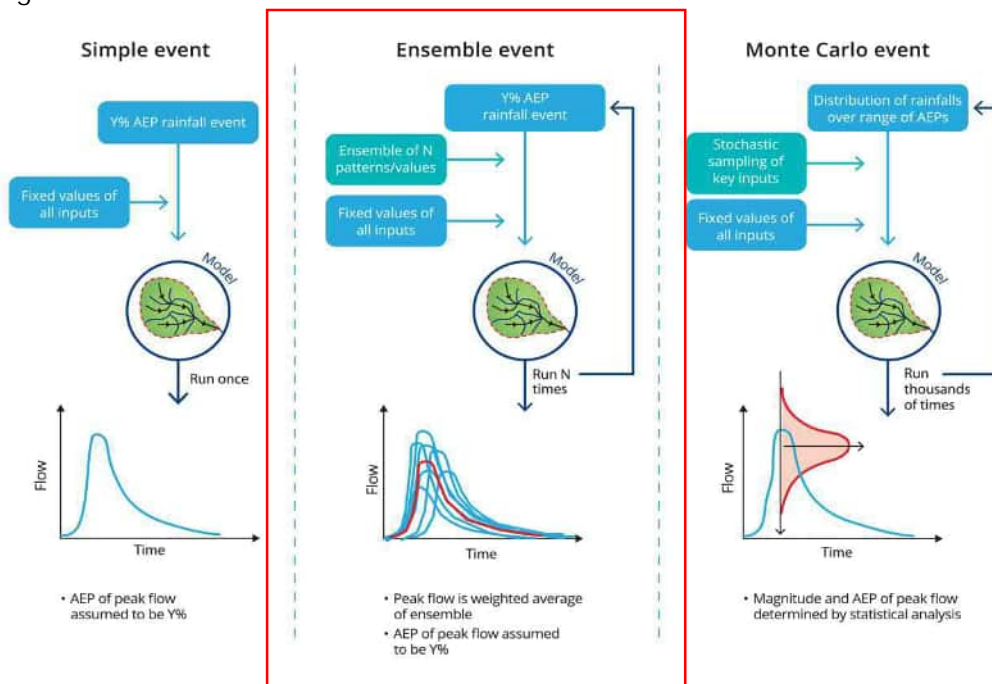 Simple event
Y% AEP rainfall event
Fixed values of
all inputs
Model
Run once
Flow
Time
• AEP of peak flow
assumed to be Y%
Ensemble event
Y% AEP
rainfall event
Ensemble of N
patterns/values
Fixed values of
all inputs
Model
Run N
times
Flow
Time
• Peak flow is weighted average
of ensemble
• AEP of peak flow assumed
to be Y%
Monte Carlo event
Distribution of rainfalls
over range of AEPs
Stochastic
sampling of
key inputs
Fixed values of
all inputs
Model
Run
thousands
of times
Flow
Time
• Magnitude and AEP of peak flow
determined by statistical analysis